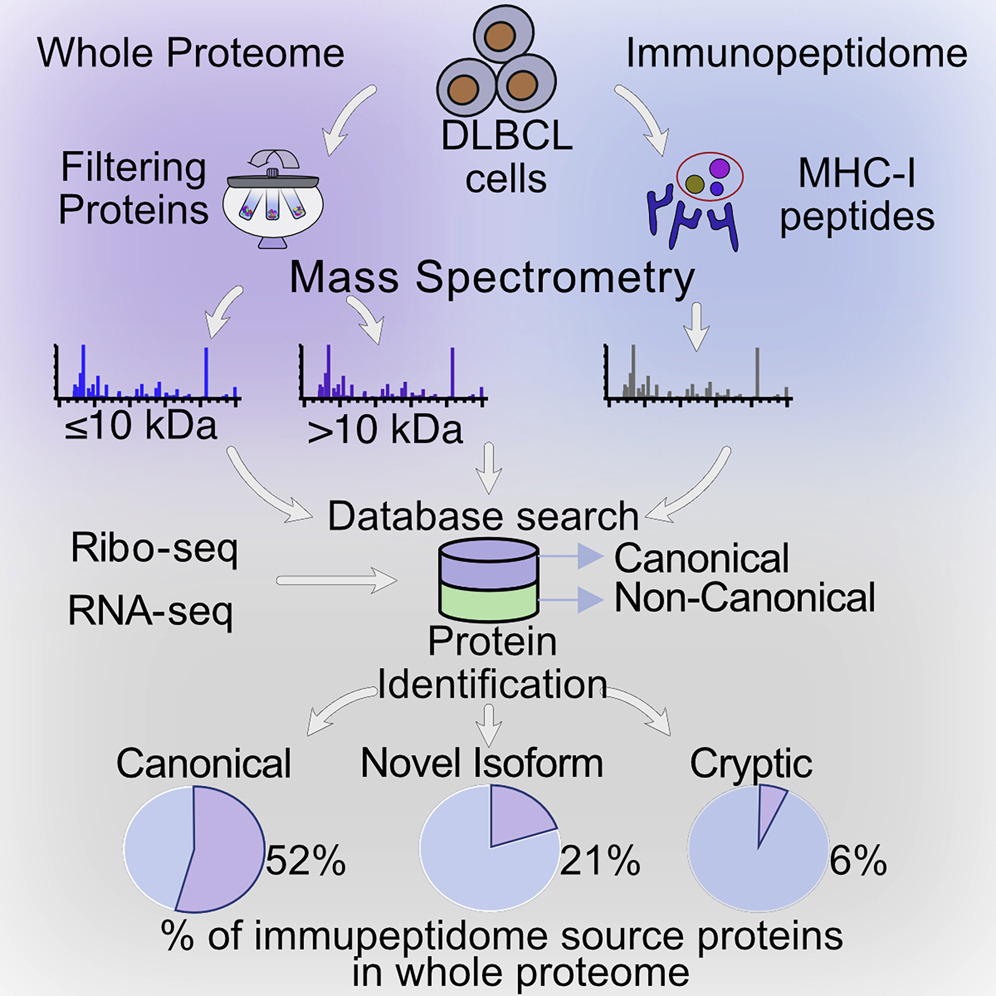 Whole Proteome
Immunopeptidome
DLBCL
cells
Filtering
Proteins
MHC-I
peptides
Mass Spectrometry
≤10 kDa
>10 kDa
Database search
Ribo-seq
RNA-seq
Canonical
Non-Canonical
Protein
Identification
Canonical
Novel Isoform
Cryptic
52%
21%
6%
% of immupeptidome source proteins
in whole proteome